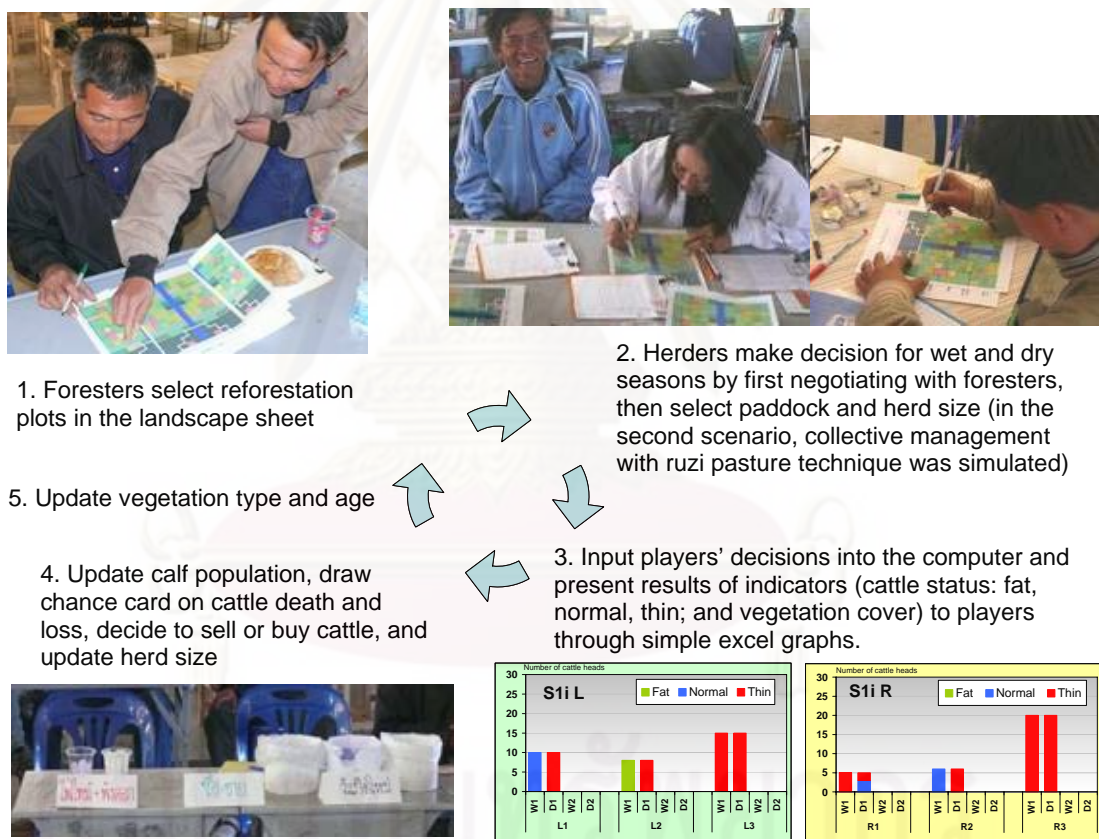 1. Foresters select reforestation
plots in the landscape sheet
2. Herders make decision for wet and dry
seasons by first negotiating with foresters,
then select paddock and herd size (in the
second scenario, collective management
with ruzi pasture technique was simulated)
3. Input players’ decisions into the computer and
present results of indicators (cattle status: fat,
normal, thin; and vegetation cover) to players
through simple excel graphs.
4. Update calf population, draw
chance card on cattle death and
loss, decide to sell or buy cattle, and
update herd size
5. Update vegetation type and age
Number of cattle heads
S1i L
Fat Normal Thin
30
25
20
15
10
5
0
W1 D1 W2 D2 W1 D1 W2 D2 W1 D1 W2 D2
L1 L2 L3
Number of cattle heads
S1i R
Fat Normal Thin
30
25
20
15
10
5
0
W1 D1 W2 D2 W1 D1 W2 D2 W1 D1 W2 D2
R1 R2 R3